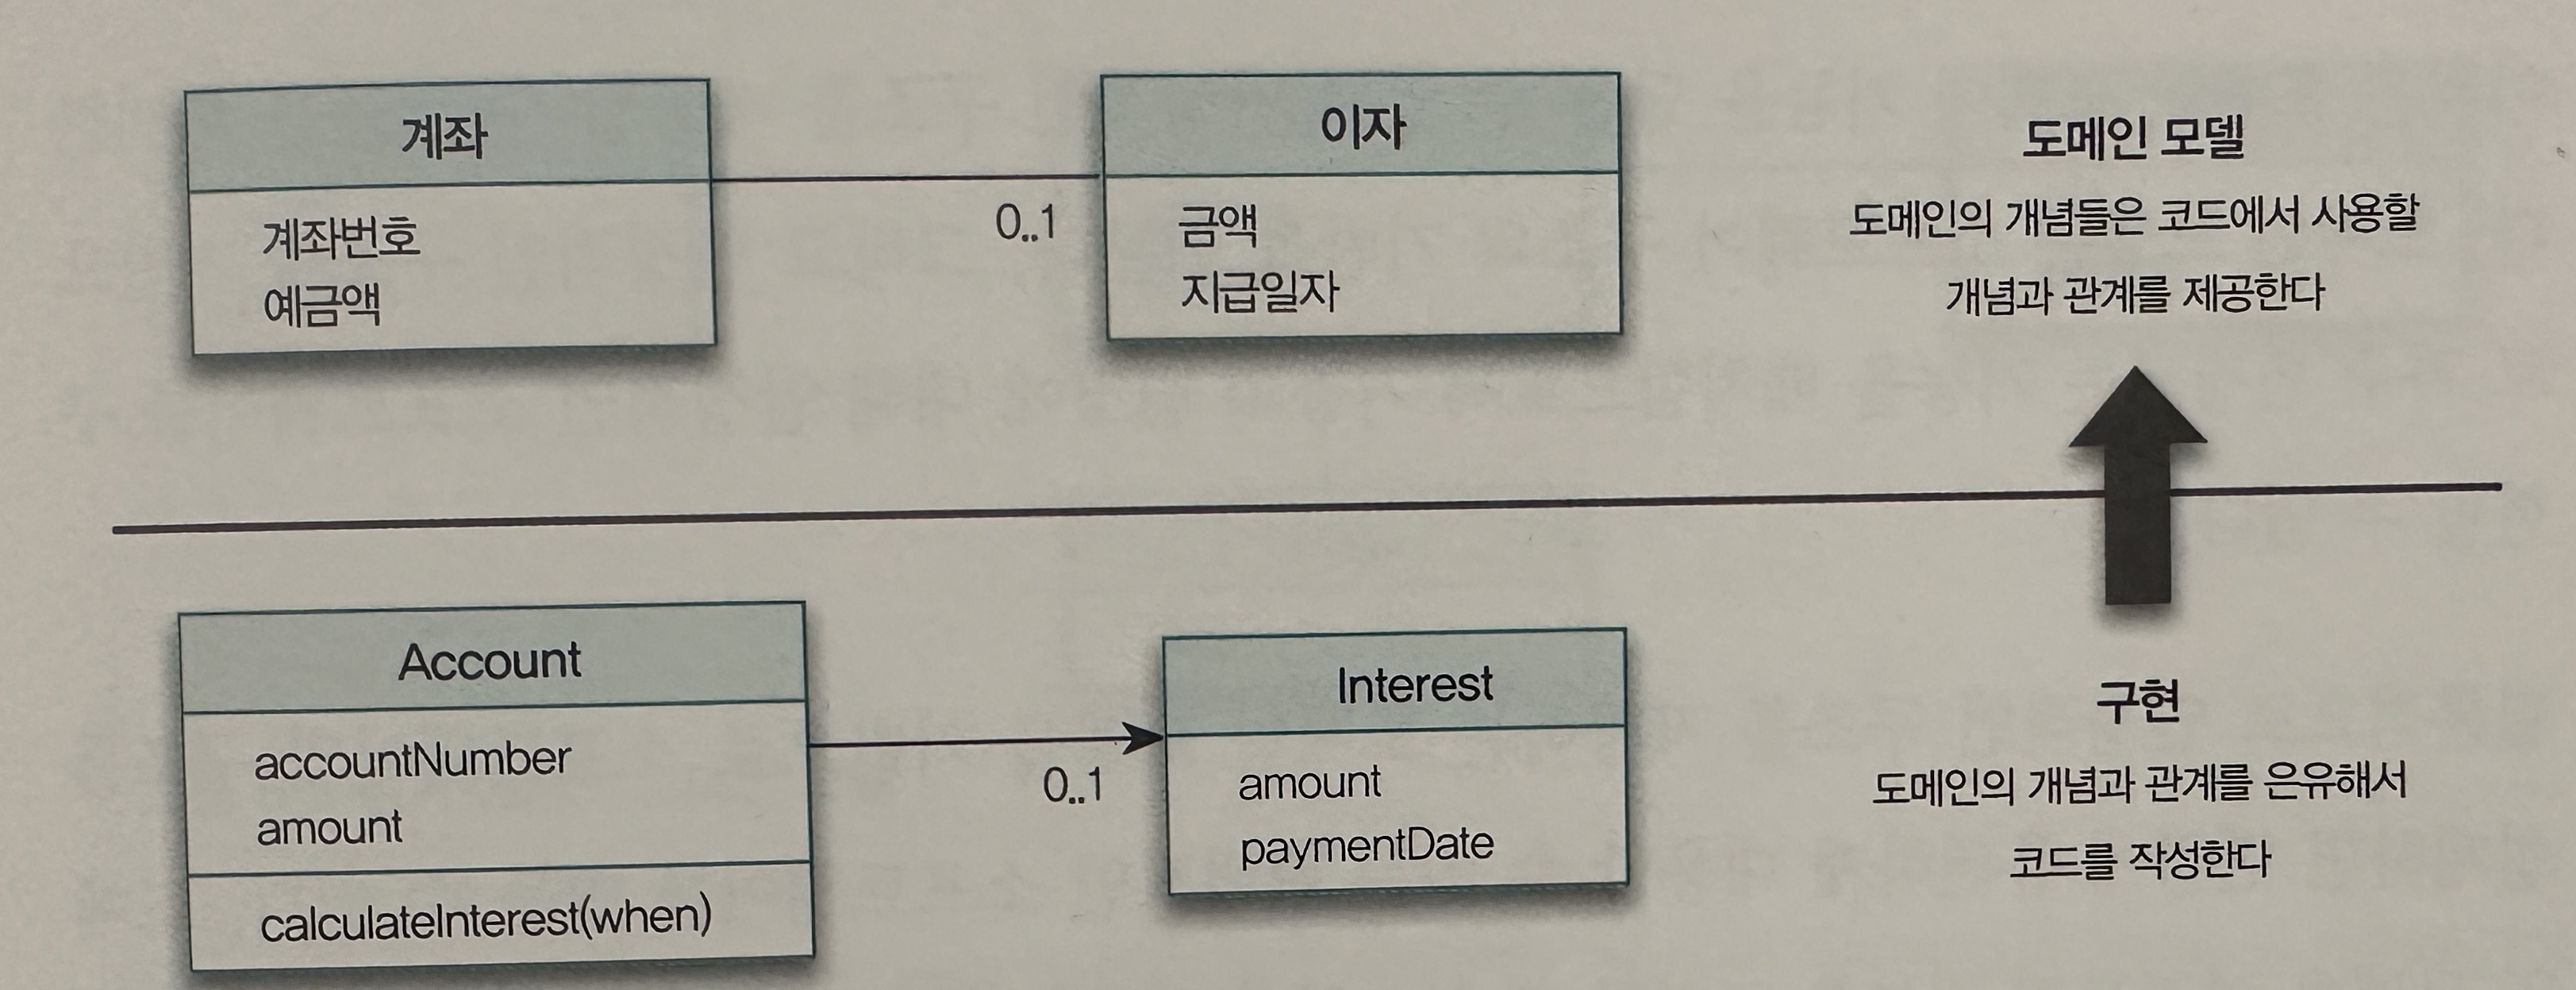 계좌
계좌번호
예금액
0..1
이자
금액
지급일자
도메인 모델
도메인의 개념들은 코드에서 사용할
개념과 관계를 제공한다
Account
accountNumber
amount
calculateInterest(when)
0..1
Interest
amount
paymentDate
구현
도메인의 개념과 관계를 은유해서
코드를 작성한다